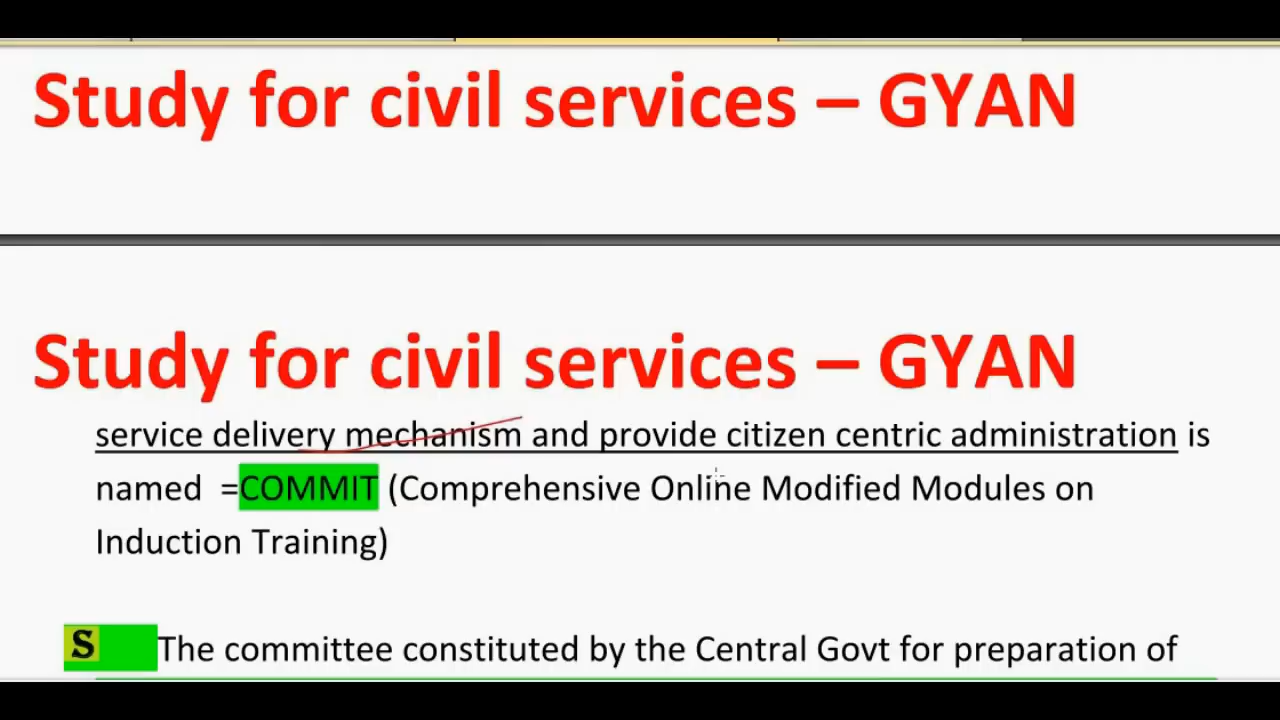 Study for civil services – GYAN
Study for civil services – GYAN
service delivery mechanism and provide citizen centric administration is
named =COMMIT (Comprehensive Online Modified Modules on
Induction Training)
S The committee constituted by the Central Govt for preparation of